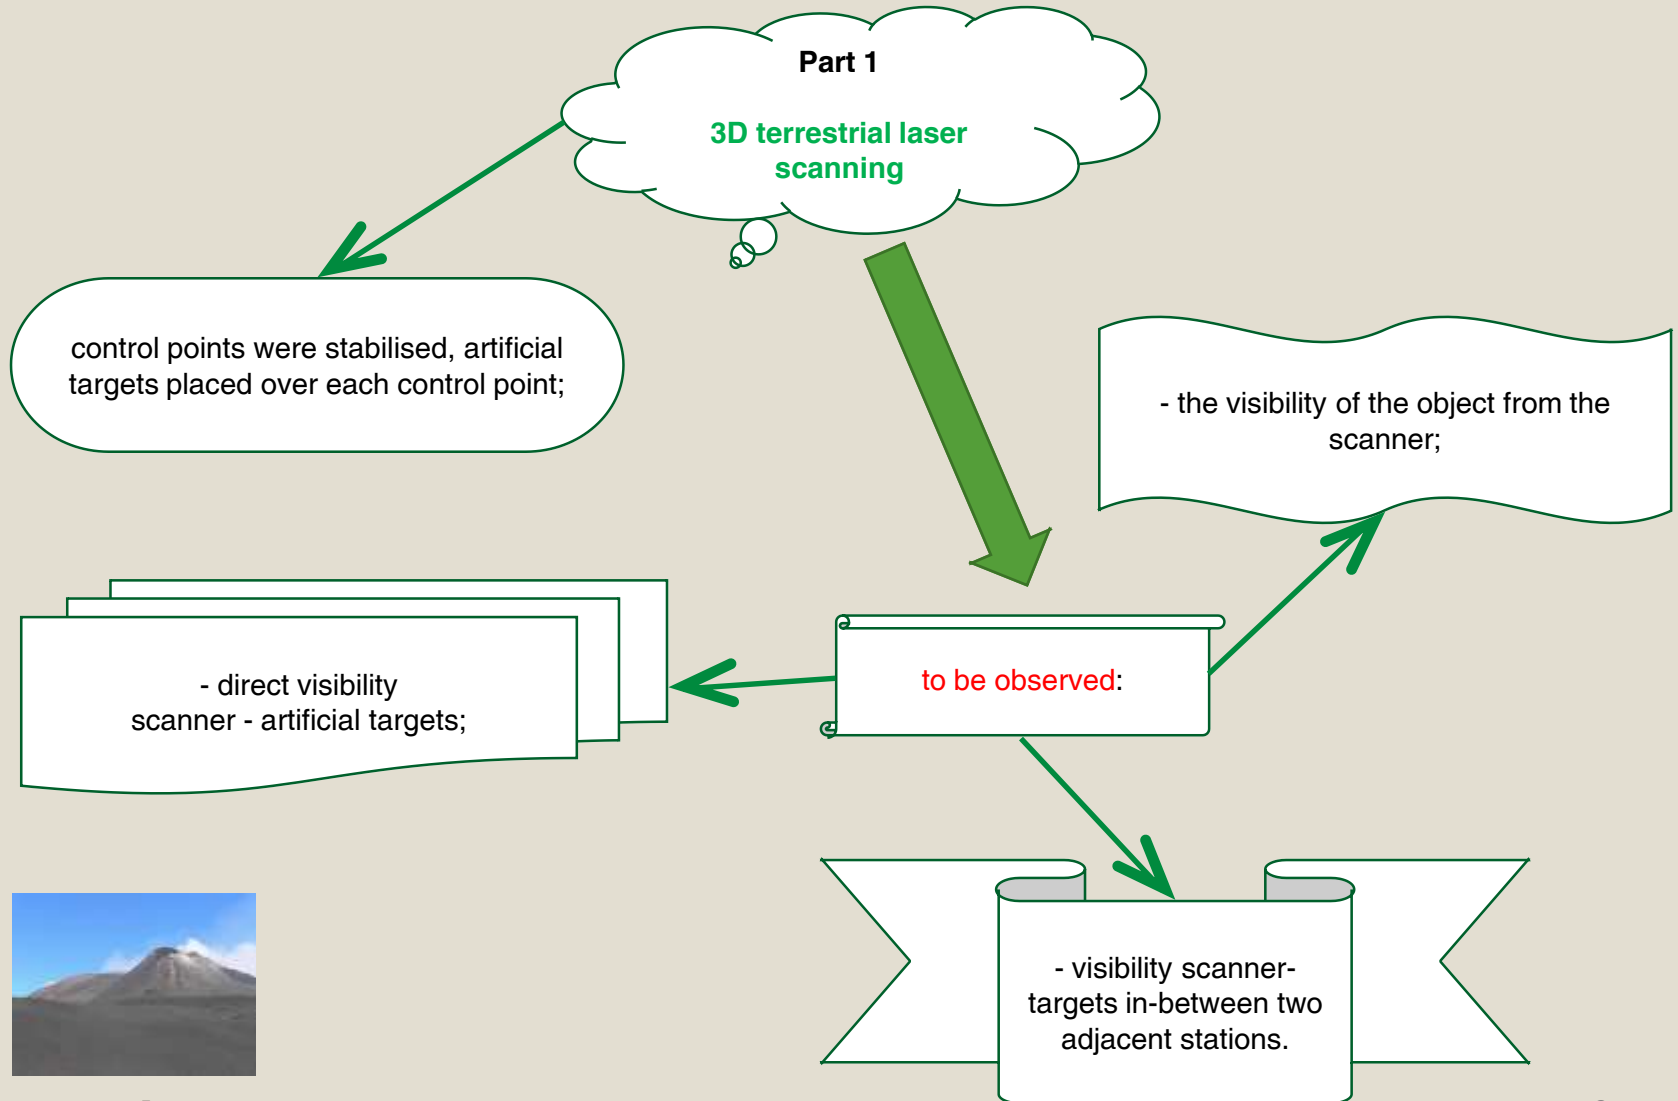 Part 1
3D terrestrial laser
scanning
control points were stabilised, artificial
targets placed over each control point;
- the visibility of the object from the
scanner;
to be observed:
- direct visibility
scanner - artificial targets;
- visibility scanner-
targets in-between two
adjacent stations.